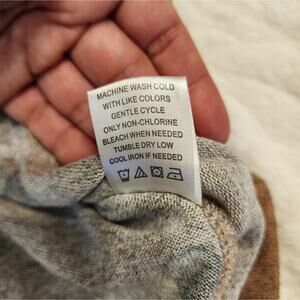 MACHINE WASH COLD
WITH LIKE COLORS
GENTLE CYCLE
ONLY NON-CHLORINE
BLEACH WHEN NEEDED
TUMBLE DRY LOW
COOL IRON IF NEEDED